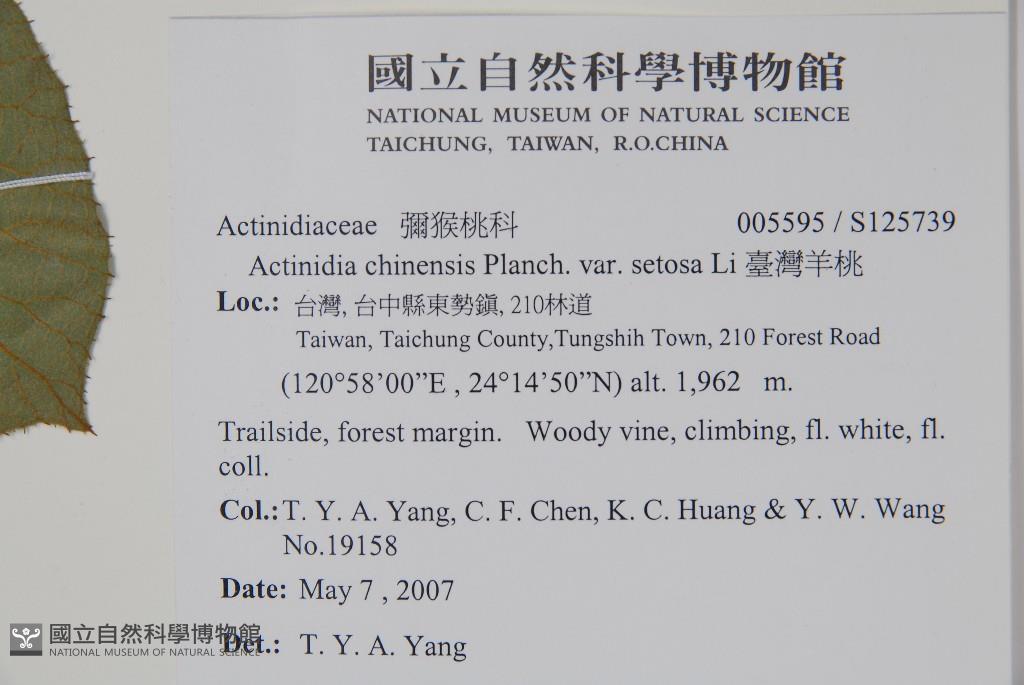 國立自然科學博物館
NATIONAL MUSEUM OF NATURAL SCIENCE
TAICHUNG, TAIWAN, R.O.CHINA
Actinidiaceae 彌猴桃科 005595 / S125739
Actinidia chinensis Planch. var. setosa Li 臺灣羊桃
Loc.: 台灣, 台中縣東勢鎭, 210林道
Taiwan, Taichung County,Tungshih Town, 210 Forest Road
(120°58’00”E , 24°14’50”N) alt. 1,962 m.
Trailside, forest margin. Woody vine, climbing, fl. white, fl.
coll.
Col.: T. Y. A. Yang, C. F. Chen, K. C. Huang & Y. W. Wang
No.19158
Date: May 7 , 2007
Det.: T. Y. A. Yang
國立自然科學博物館
NATIONAL MUSEUM OF NATURAL SCIENCE